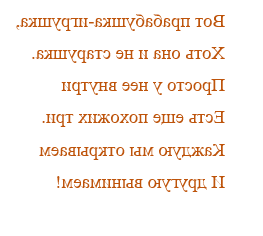 Вот прабабушка-игрушка,
Хоть она и не старушка.
Просто у нее внутри
Есть еще похожих три.
Каждую мы открываем
И другую вынимаем!